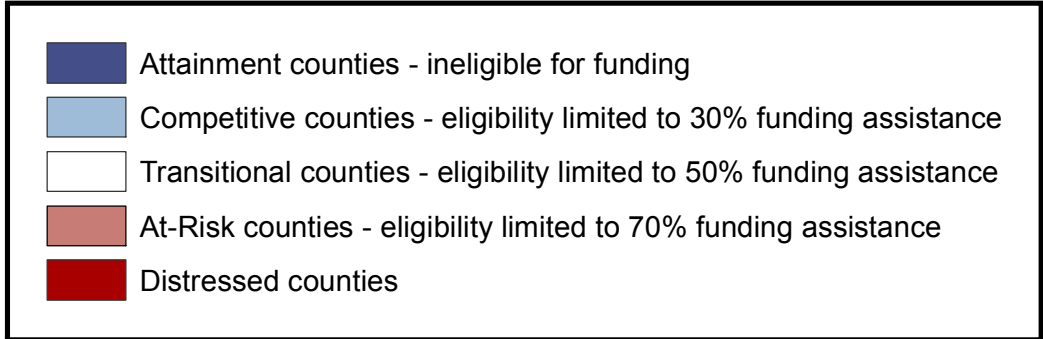 Attainment counties - ineligible for funding
Competitive counties - eligibility limited to 30% funding assistance
Transitional counties - eligibility limited to 50% funding assistance
At-Risk counties - eligibility limited to 70% funding assistance
Distressed counties